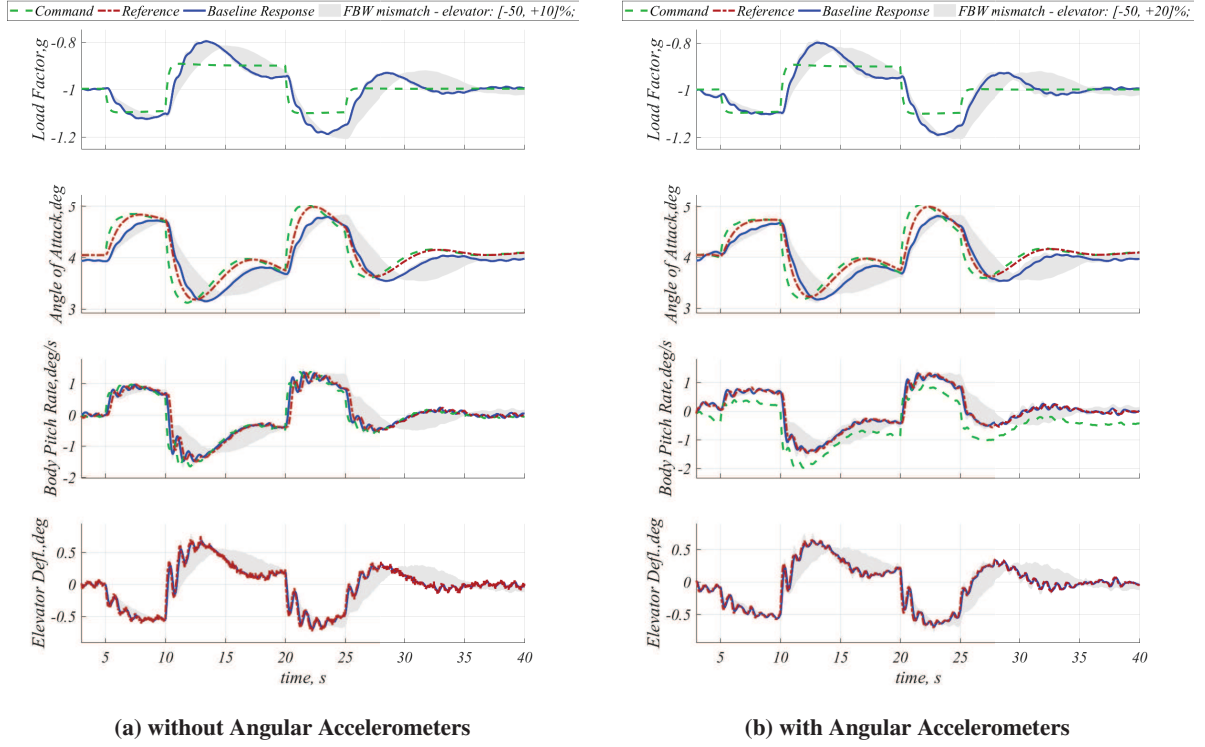 Command Reference Baseline Response FBW mismatch - elevator: [-50, +10]%;
-0.8
-1
-1.2
Load Factor,g
5
4
3
Angle of Attack,deg
1
0
-1
-2
Body Pitch Rate,deg/s
0.5
0
-0.5
Elevator Defl.,deg
5 10 15 20 25 30 35 40
time, s
(a) without Angular Accelerometers
Command Reference Baseline Response FBW mismatch - elevator: [-50, +20]%;
-0.8
-1
-1.2
Load Factor,g
5
4
3
Angle of Attack,deg
1
0
-1
-2
Body Pitch Rate,deg/s
0.5
0
-0.5
Elevator Defl.,deg
5 10 15 20 25 30 35 40
time, s
(b) with Angular Accelerometers